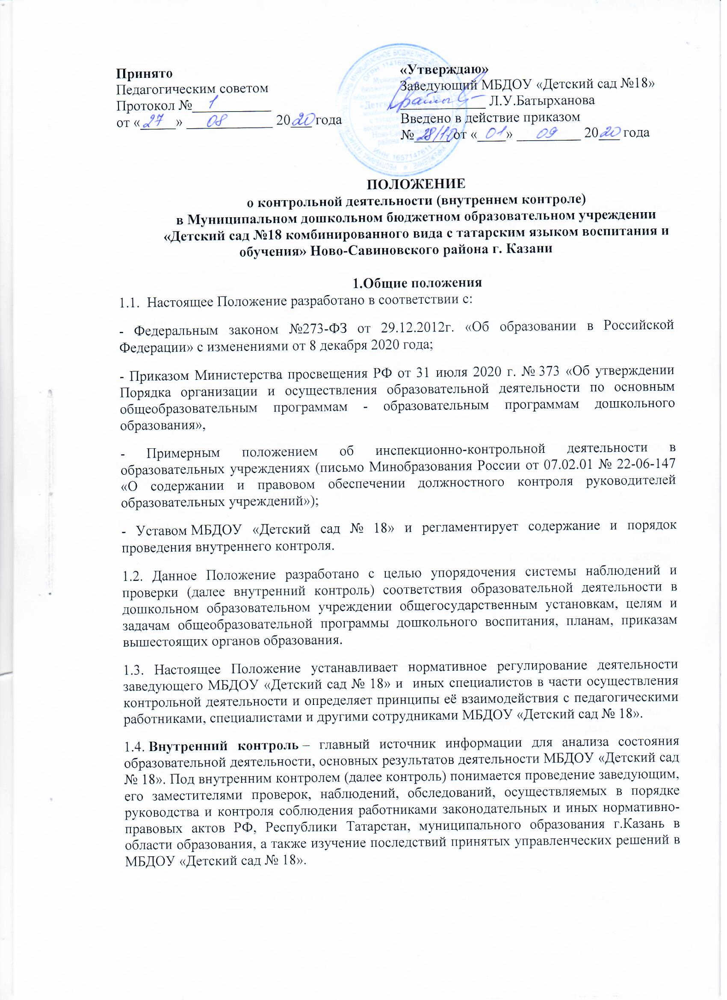 Принято
Педагогическим советом
Протокол № 1
от «27» 08 2020 года
«Утверждаю»
Заведующий МБДОУ «Детский сад №18»
Л.У.Батырханова
Введено в действие приказом
№ 28/10 от «01» 09 2020 года
ОГРН 11416900
ИНН 1657147611
ПОЛОЖЕНИЕ
о контрольной деятельности (внутреннем контроле)
в Муниципальном дошкольном бюджетном образовательном учреждении
«Детский сад №18 комбинированного вида с татарским языком воспитания и
обучения» Ново-Савиновского района г. Казани
1.Общие положения
1.1. Настоящее Положение разработано в соответствии с:
- Федеральным законом №273-ФЗ от 29.12.2012г. «Об образовании в Российской
Федерации» с изменениями от 8 декабря 2020 года;
- Приказом Министерства просвещения РФ от 31 июля 2020 г. № 373 «Об утверждении
Порядка организации и осуществления образовательной деятельности по основным
общеобразовательным программам - образовательным программам дошкольного
образования»,
- Примерным положением об инспекционно-контрольной деятельности в
образовательных учреждениях (письмо Минобразования России от 07.02.01 № 22-06-147
«О содержании и правовом обеспечении должностного контроля руководителей
образовательных учреждений»);
- Уставом МБДОУ «Детский сад № 18» и регламентирует содержание и порядок
проведения внутреннего контроля.
1.2. Данное Положение разработано с целью упорядочения системы наблюдений и
проверки (далее внутренний контроль) соответствия образовательной деятельности в
дошкольном образовательном учреждении общегосударственным установкам, целям и
задачам общеобразовательной программы дошкольного воспитания, планам, приказам
вышестоящих органов образования.
1.3. Настоящее Положение устанавливает нормативное регулирование деятельности
заведующего МБДОУ «Детский сад № 18» и иных специалистов в части осуществления
контрольной деятельности и определяет принципы её взаимодействия с педагогическими
работниками, специалистами и другими сотрудниками МБДОУ «Детский сад № 18».
1.4. Внутренний контроль – главный источник информации для анализа состояния
образовательной деятельности, основных результатов деятельности МБДОУ «Детский сад
№ 18». Под внутренним контролем (далее контроль) понимается проведение заведующим,
его заместителями проверок, наблюдений, обследований, осуществляемых в порядке
руководства и контроля соблюдения работниками законодательных и иных нормативно-
правовых актов РФ, Республики Татарстан, муниципального образования г.Казань в
области образования, а также изучение последствий принятых управленческих решений в
МБДОУ «Детский сад № 18».